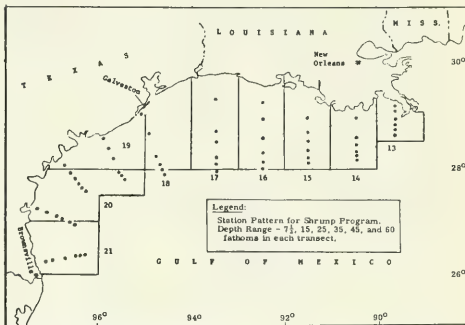 MISS.
LOUISIANA
TEXAS
New
Orleans
Galveston
30°
28°
26°
19
18
17
16
15
14
13
20
21
Brownsville
Legend:
Station Pattern for Shrimp Program.
Depth Range - 7½, 15, 25, 35, 45, and 60
fathoms in each transect.
GULF OF MEXICO
96°
94°
92°
90°